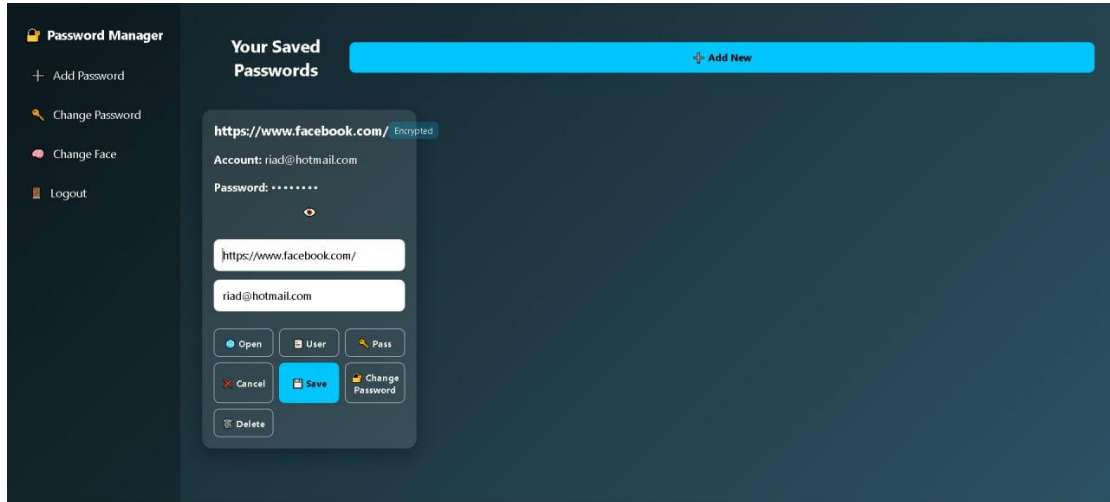 Password Manager
Add Password
Change Password
Change Face
Logout
Your Saved
Passwords
Add New
https://www.facebook.com/ Encrypted
Account: riad@hotmail.com
Password: ••••••••
https://www.facebook.com/
riad@hotmail.com
Open User Pass
Cancel Save Change
Password
Delete